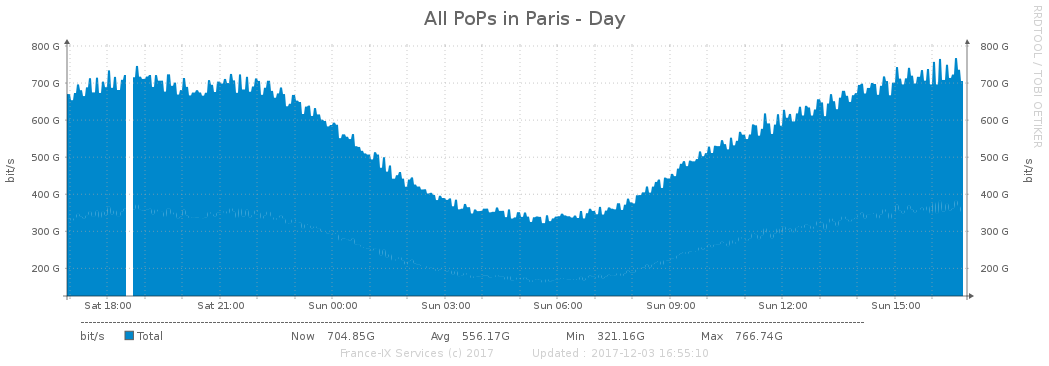 All PoPs in Paris - Day
RRDTOOL / TOBI OETIKER
800 G 800 G
700 G 700 G
600 G 600 G
500 G 500 G
bit/s bit/s
400 G 400 G
300 G 300 G
200 G 200 G
Sat 18:00 Sat 21:00 Sun 00:00 Sun 03:00 Sun 06:00 Sun 09:00 Sun 12:00 Sun 15:00
bit/s Total Now 704.85G Avg 556.17G Min 321.16G Max 766.74G
France-IX Services (c) 2017 Updated : 2017-12-03 16:55:10